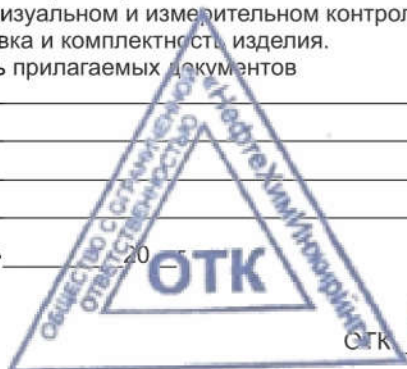 изуальном и измерительном контрол
вка и комплектность изделия.
ь прилагаемых документов
ОБЩЕСТВО С ОГРАНИЧЕННОЙ
ОТВЕТСТВЕННОСТЬЮ
«НефтеХимИнжиниринг»
20
ОТК
ОТК